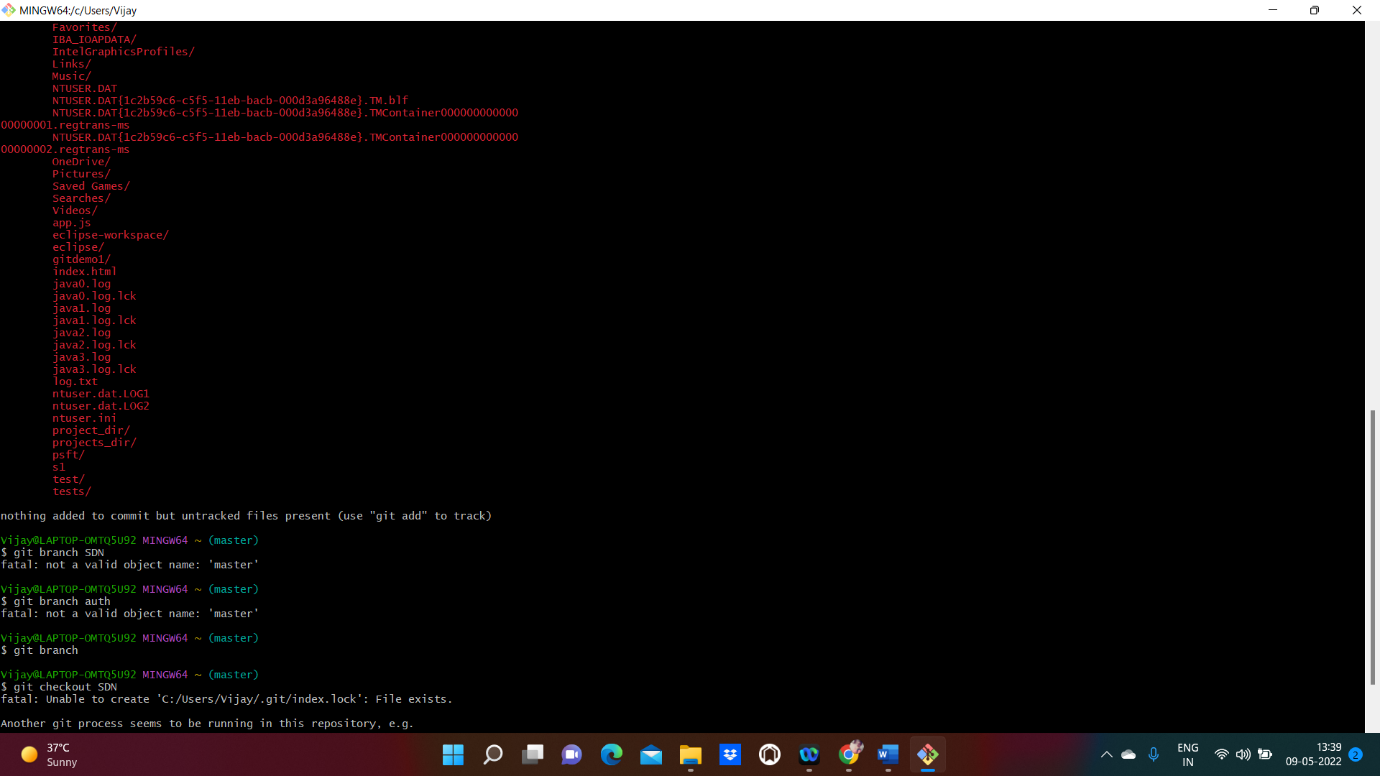 MINGW64:/c/Users/Vijay
Favorites/
IBA_IOAPDATA/
IntelGraphicsProfiles/
Links/
Music/
NTUSER.DAT
NTUSER.DAT{1c2b59c6-c5f5-11eb-bacb-000d3a96488e}.TM.blf
NTUSER.DAT{1c2b59c6-c5f5-11eb-bacb-000d3a96488e}.TMContainer000000000000
00000001.regtrans-ms
NTUSER.DAT{1c2b59c6-c5f5-11eb-bacb-000d3a96488e}.TMContainer000000000000
00000002.regtrans-ms
OneDrive/
Pictures/
Saved Games/
Searches/
Videos/
app.js
eclipse-workspace/
eclipse/
gitdemo1/
index.html
java0.log
java0.log.lck
java1.log
java1.log.lck
java2.log
java2.log.lck
java3.log
java3.log.lck
log.txt
ntuser.dat.LOG1
ntuser.dat.LOG2
ntuser.ini
project_dir/
projects_dir/
psft/
s1
test/
tests/
nothing added to commit but untracked files present (use "git add" to track)
Vijay@LAPTOP-OMTQ5U92 MINGW64 ~ (master)
$ git branch SDN
fatal: not a valid object name: 'master'
Vijay@LAPTOP-OMTQ5U92 MINGW64 ~ (master)
$ git branch auth
fatal: not a valid object name: 'master'
Vijay@LAPTOP-OMTQ5U92 MINGW64 ~ (master)
$ git branch
Vijay@LAPTOP-OMTQ5U92 MINGW64 ~ (master)
$ git checkout SDN
fatal: Unable to create 'C:/Users/Vijay/.git/index.lock': File exists.
Another git process seems to be running in this repository, e.g.
37°C
Sunny
ENG
IN
13:39
09-05-2022
2